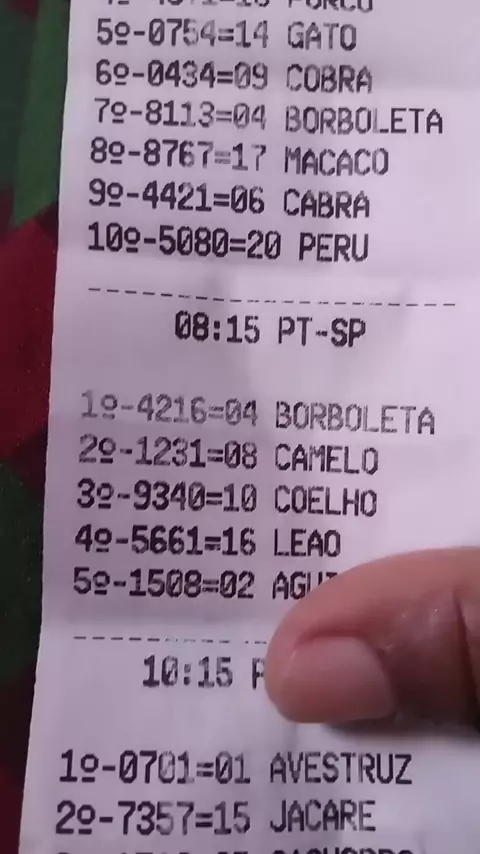 5º-0754=14 GATO
6º-0434=09 COBRA
7º-8113=04 BORBOLETA
8º-8767=17 MACACO
9º-4421=06 CABRA
10º-5080=20 PERU
08:15 PT-SP
1º-4216=04 BORBOLETA
2º-1231=08 CAMELO
3º-9340=10 COELHO
4º-5661=16 LEAO
5º-1508=02
10:15
1º-0701=01 AVESTRUZ
2º-7357=15 JACARE